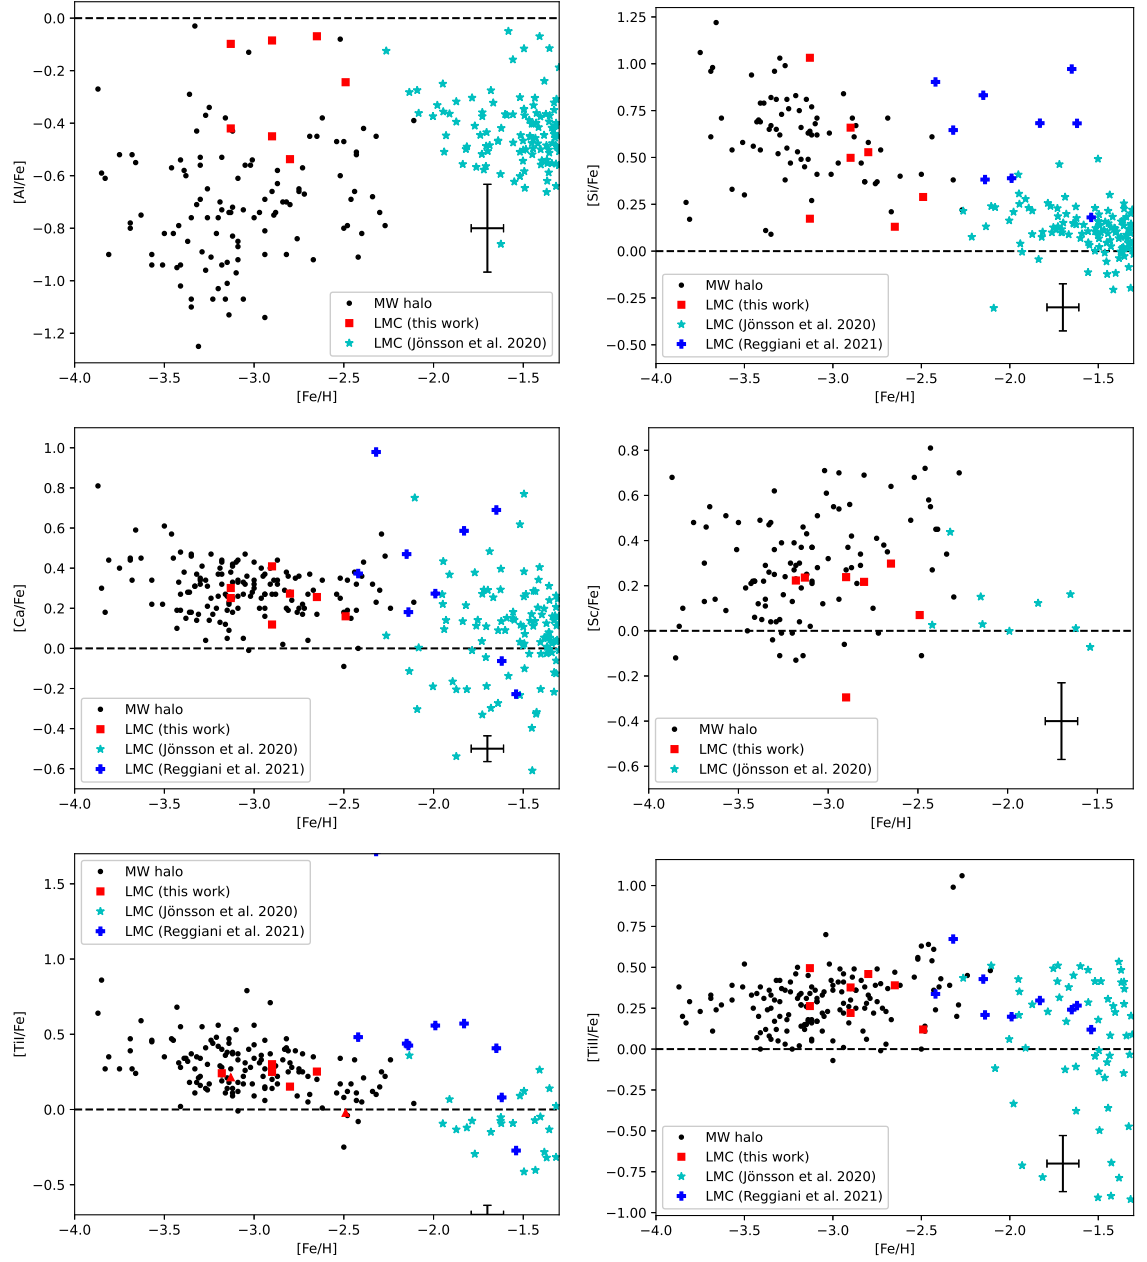 0.0
−0.2
−0.4
−0.6
−0.8
−1.0
−1.2
[Al/Fe]
MW halo
LMC (this work)
LMC (Jönsson et al. 2020)
−4.0 −3.5 −3.0 −2.5 −2.0 −1.5
[Fe/H]
1.25
1.00
0.75
0.50
0.25
0.00
−0.25
−0.50
[Si/Fe]
MW halo
LMC (this work)
LMC (Jönsson et al. 2020)
LMC (Reggiani et al. 2021)
−4.0 −3.5 −3.0 −2.5 −2.0 −1.5
[Fe/H]
1.0
0.8
0.6
0.4
0.2
0.0
−0.2
−0.4
−0.6
[Ca/Fe]
MW halo
LMC (this work)
LMC (Jönsson et al. 2020)
LMC (Reggiani et al. 2021)
−4.0 −3.5 −3.0 −2.5 −2.0 −1.5
[Fe/H]
0.8
0.6
0.4
0.2
0.0
−0.2
−0.4
−0.6
[Sc/Fe]
MW halo
LMC (this work)
LMC (Jönsson et al. 2020)
−4.0 −3.5 −3.0 −2.5 −2.0 −1.5
[Fe/H]
MW halo
LMC (this work)
LMC (Jönsson et al. 2020)
LMC (Reggiani et al. 2021)
1.5
1.0
0.5
0.0
−0.5
[TiI/Fe]
−4.0 −3.5 −3.0 −2.5 −2.0 −1.5
[Fe/H]
1.00
0.75
0.50
0.25
0.00
−0.25
−0.50
−0.75
−1.00
[TiII/Fe]
MW halo
LMC (this work)
LMC (Jönsson et al. 2020)
LMC (Reggiani et al. 2021)
−4.0 −3.5 −3.0 −2.5 −2.0 −1.5
[Fe/H]